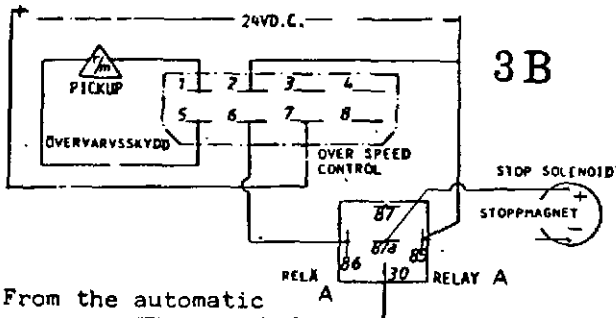 +
24VD.C.
3B
r/m
PICKUP
1 2 3 4
5 6 7 8
ÖVERVARVSSKYDD
OVER SPEED
CONTROL
STOP SOLENOID
+
STOPPMAGNET
-
87
87a
86
85
30
RELÄ A
RELAY A
From the automatic